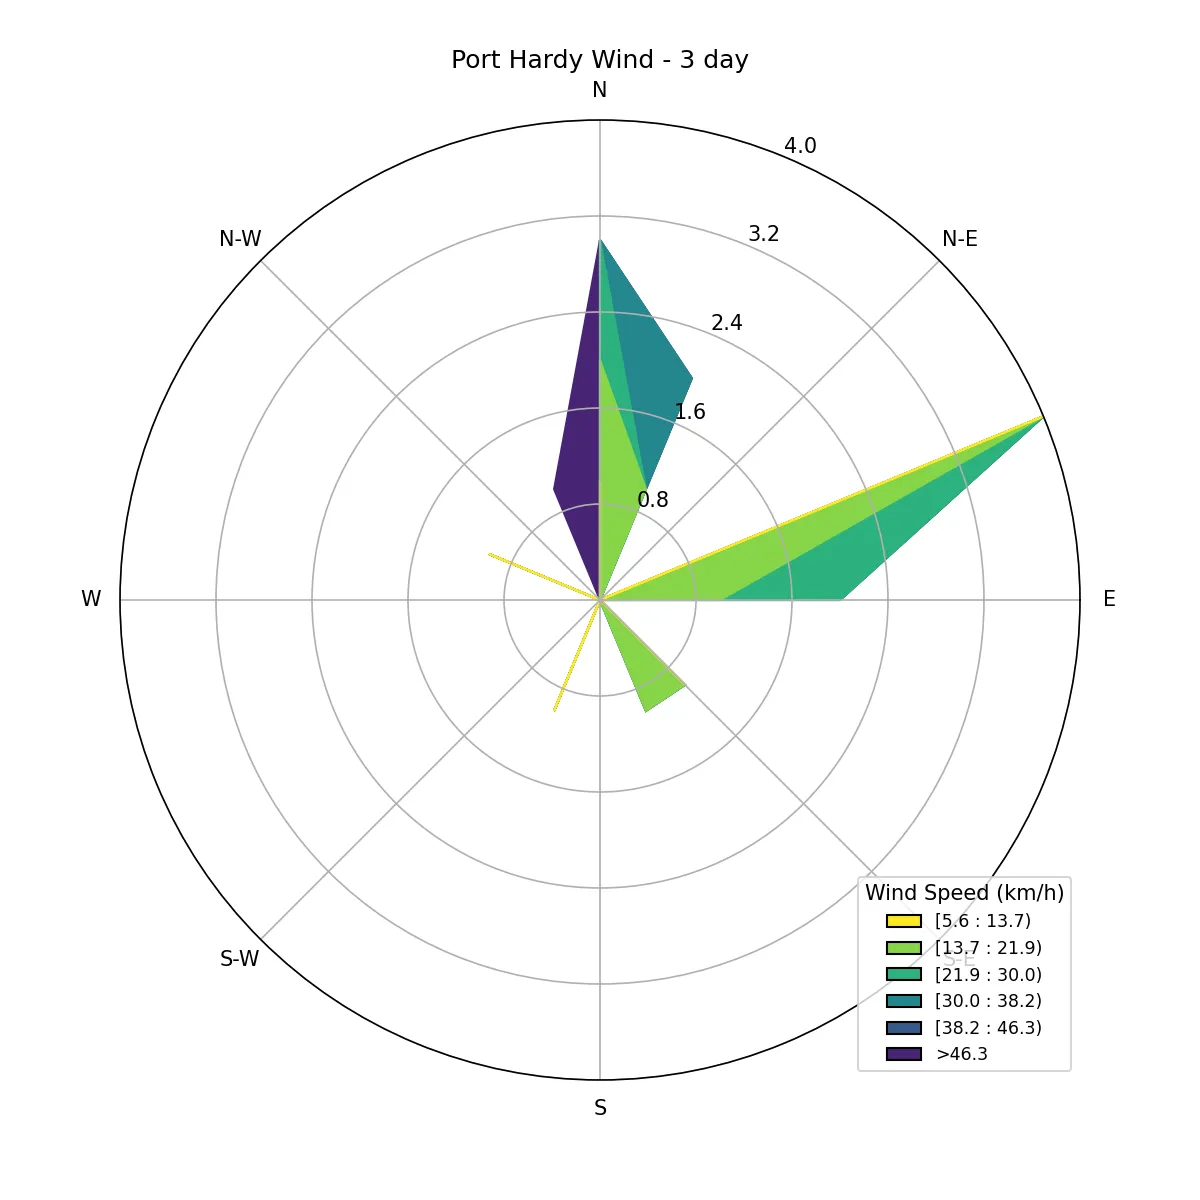 Port Hardy Wind - 3 day
N
4.0
N-W
3.2
N-E
2.4
1.6
0.8
W
E
S-W
S-E
S
Wind Speed (km/h)
[5.6 : 13.7)
[13.7 : 21.9)
[21.9 : 30.0)
[30.0 : 38.2)
[38.2 : 46.3)
>46.3